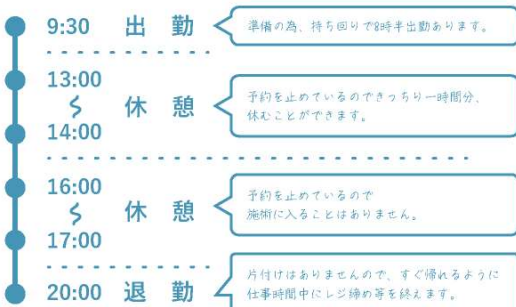 9:30 出 勤
準備の為、持ち回りで8時半出勤あります。
13:00
〜
14:00
休 憩
予約を止めているのできっちり一時間分、
休むことができます。
16:00
〜
17:00
休 憩
予約を止めているので
施術に入ることはありません。
20:00 退 勤
片付けはありませんので、すぐ帰れるように
仕事時間中にレジ締め等を終えます。